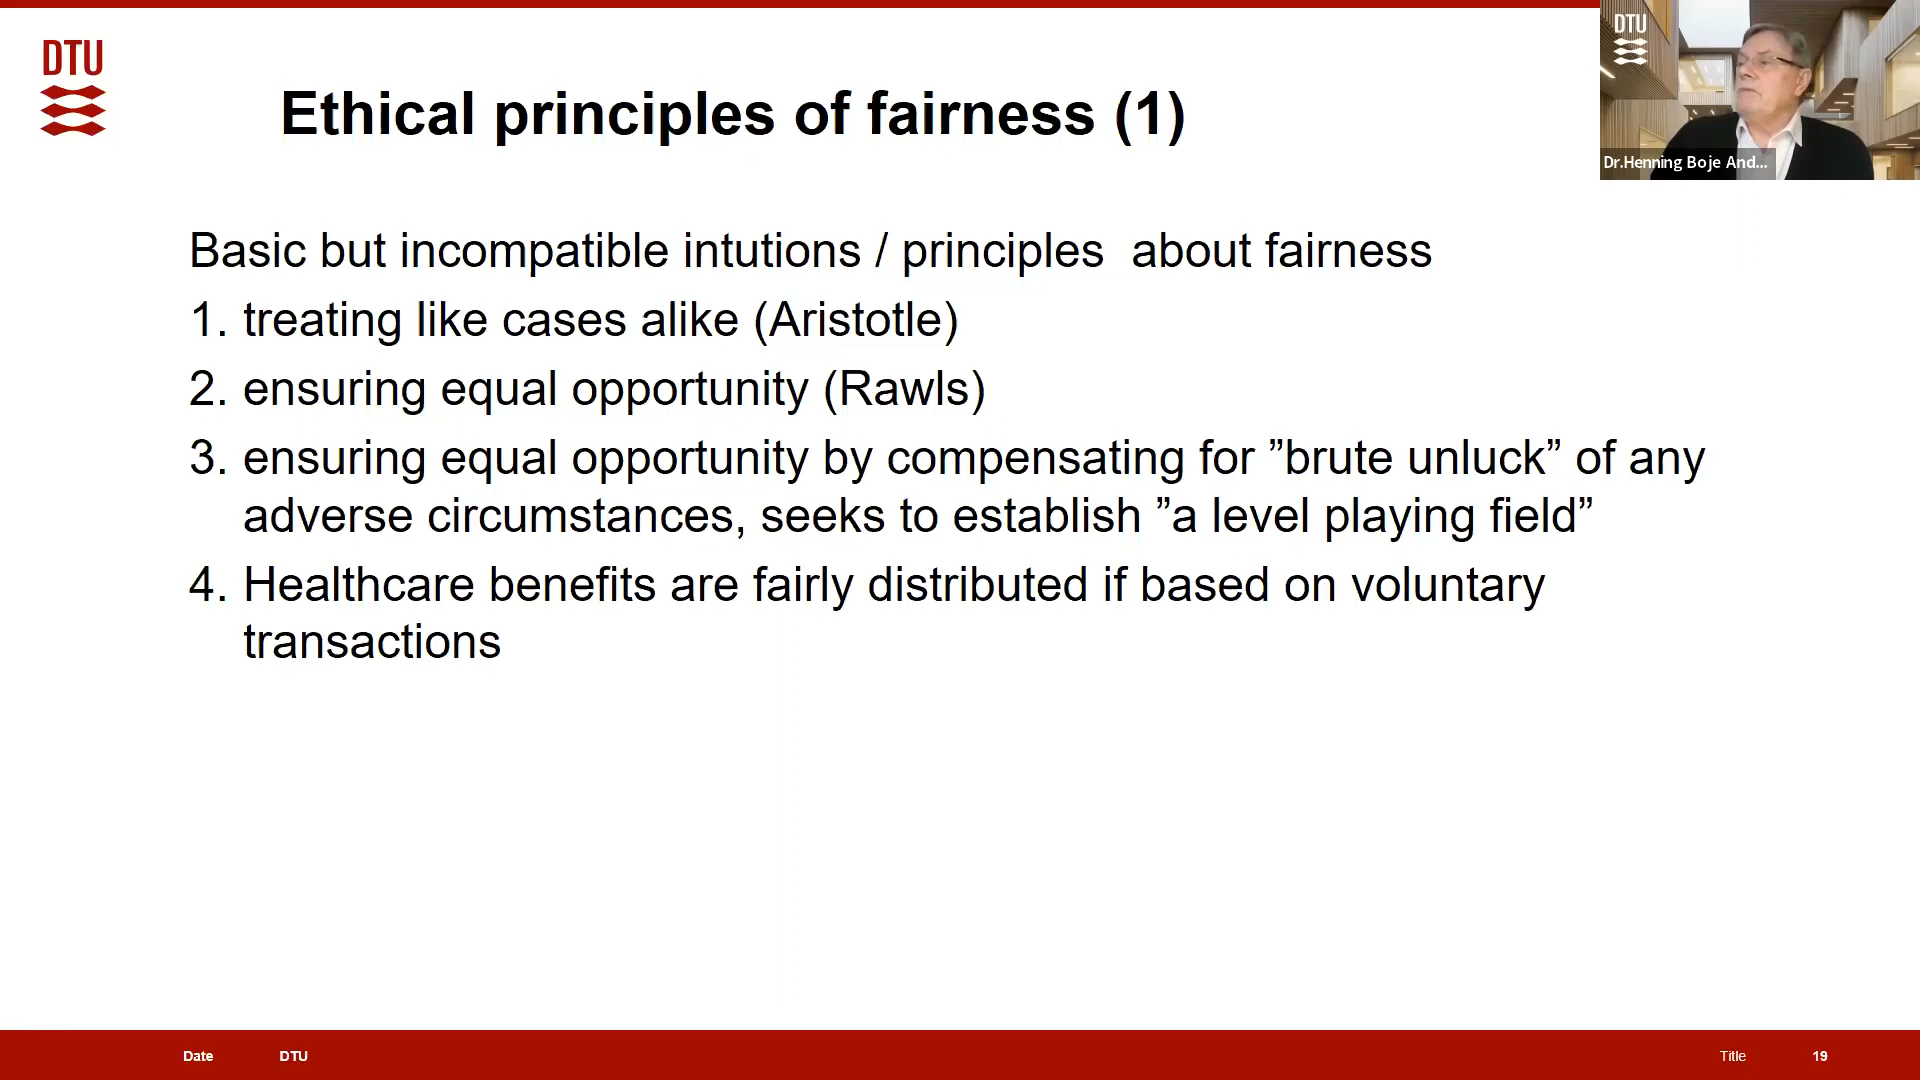 DTU
DTU
Dr.Henning Boje And...
Ethical principles of fairness (1)
Basic but incompatible intutions / principles  about fairness
1. treating like cases alike (Aristotle)
2. ensuring equal opportunity (Rawls)
3. ensuring equal opportunity by compensating for ”brute unluck” of any
adverse circumstances, seeks to establish ”a level playing field”
4. Healthcare benefits are fairly distributed if based on voluntary
transactions
Date DTU Title 19